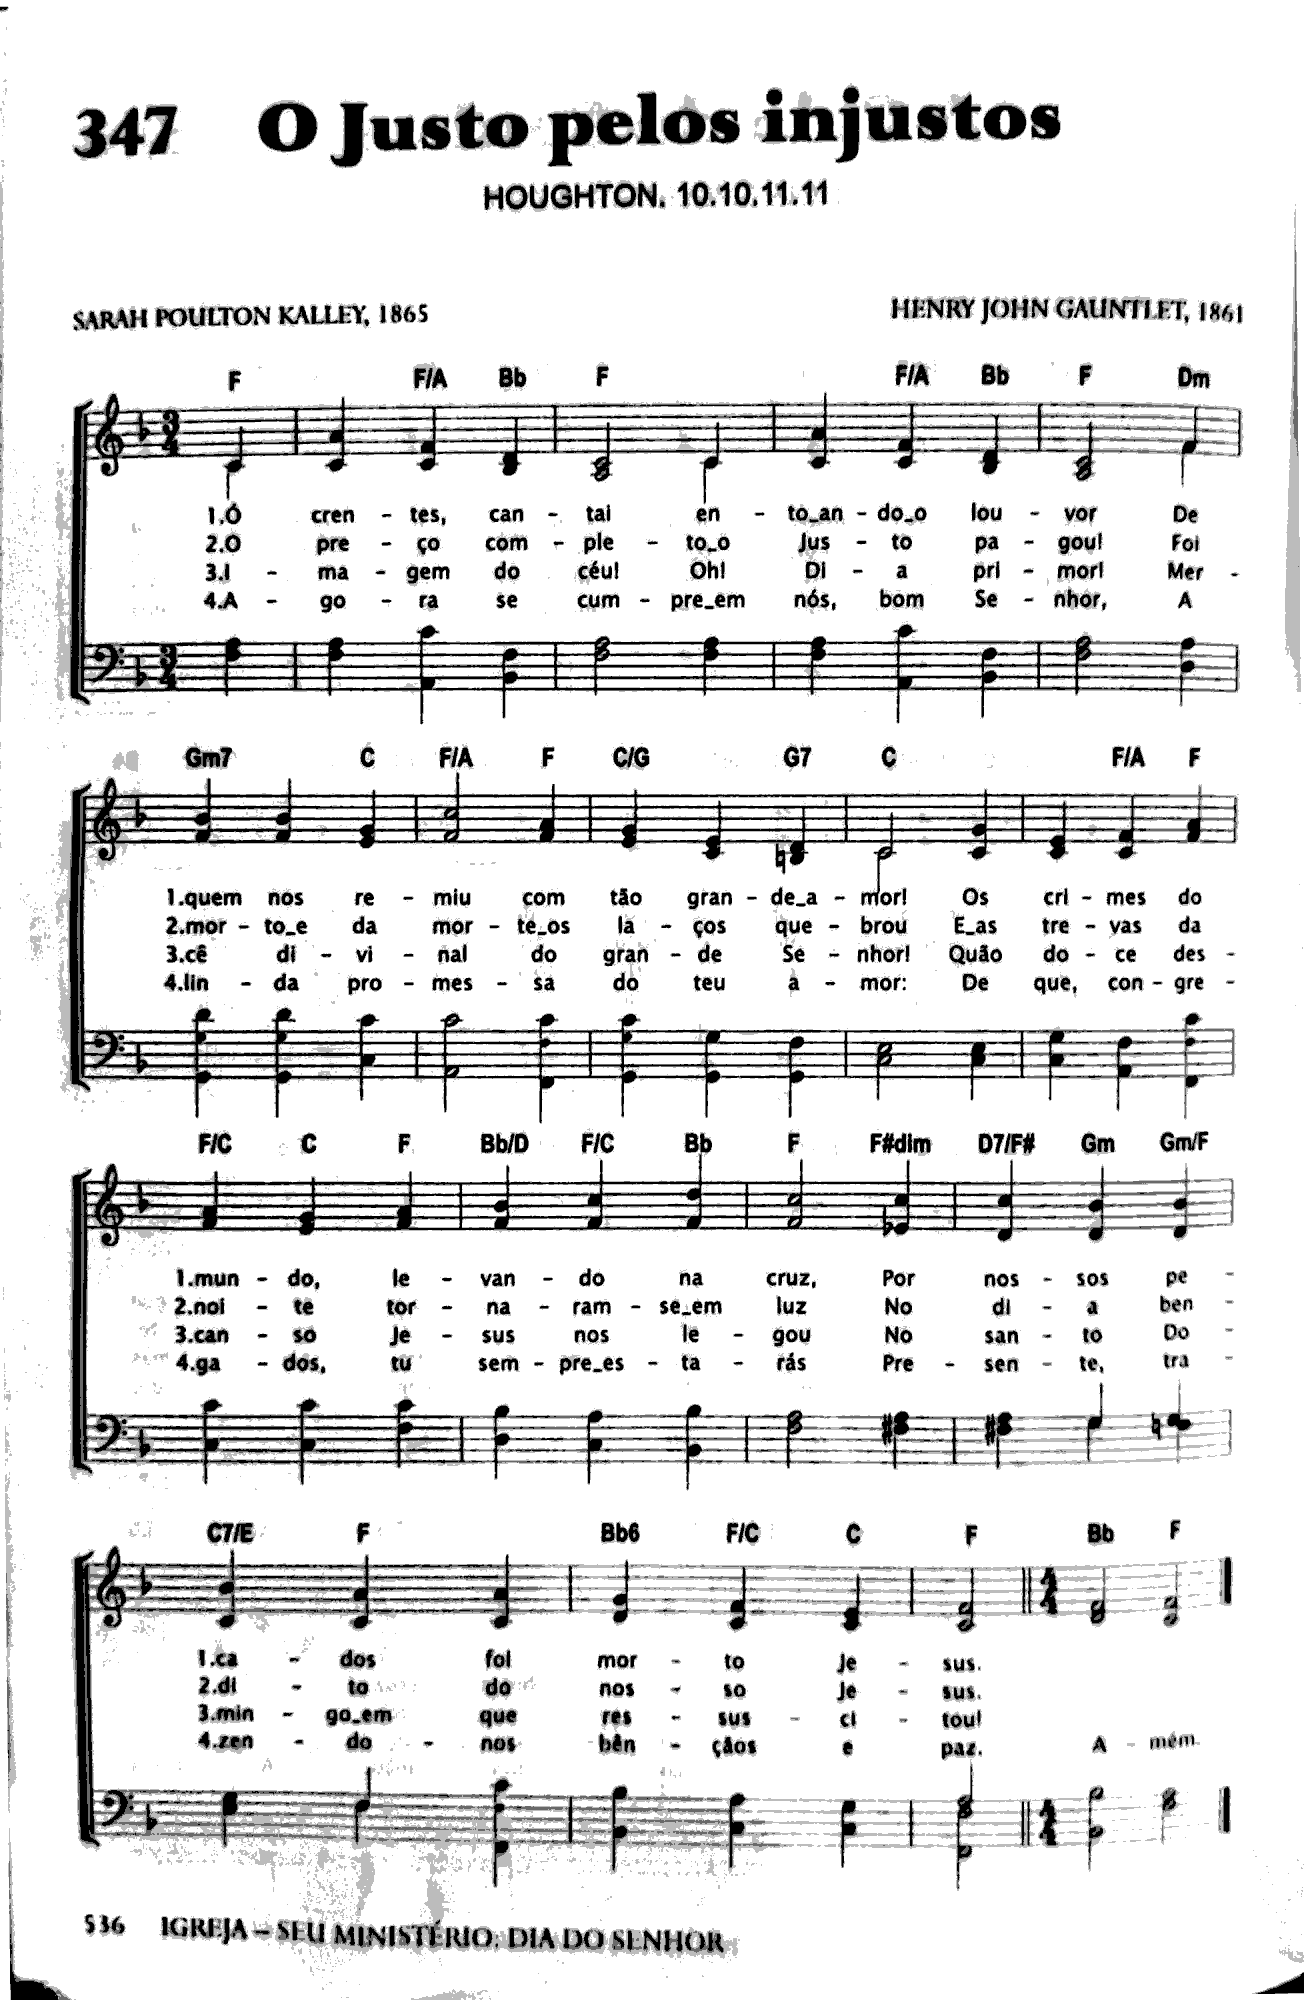 347 O Justo pelos injustos
HOUGHTON. 10.10.11.11
SARAH POULTON KALLEY, 1865 HENRY JOHN GAUNTLET, 1861
F F/A Bb F F/A Bb F Dm
3/4
1.Ó cren - tes, can - tai en - to_an - do_o lou - vor De
2.O pre - ço com - ple - to_o Jus - to pa - gou! Foi
3.I - ma - gem do céu! Oh! Di - a pri - mor! Mer -
4.A - go - ra se cum - pre_em nós, bom Se - nhor, A
3/4
Gm7 C F/A F C/G G7 C F/A F
1.quem nos re - miu com tão gran - de_a - mor! Os cri - mes do
2.mor - to_e da mor - te_os la - ços que - brou E_as tre - vas da
3.cê di - vi - nal do gran - de Se - nhor! Quão do - ce des -
4.lin - da pro - mes - sa do teu a - mor: De que, con - gre -
F/C C F Bb/D F/C Bb F F#dim D7/F# Gm Gm/F
1.mun - do, le - van - do na cruz, Por nos - sos pe -
2.noi - te tor - na - ram - se_em luz No di - a ben -
3.can - so Je - sus nos le - gou No san - to Do -
4.ga - dos, tu sem - pre_es - ta - rás Pre - sen - te, tra -
C7/E F Bb6 F/C C F Bb F
4/4
1.ca - dos foi mor - to Je - sus.
2.di - to do nos - so Je - sus.
3.min - go_em que res - sus - ci - tou!
4.zen - do - nos bên - çãos e paz. A - mém.
4/4
536 IGREJA – SEU MINISTÉRIO: DIA DO SENHOR